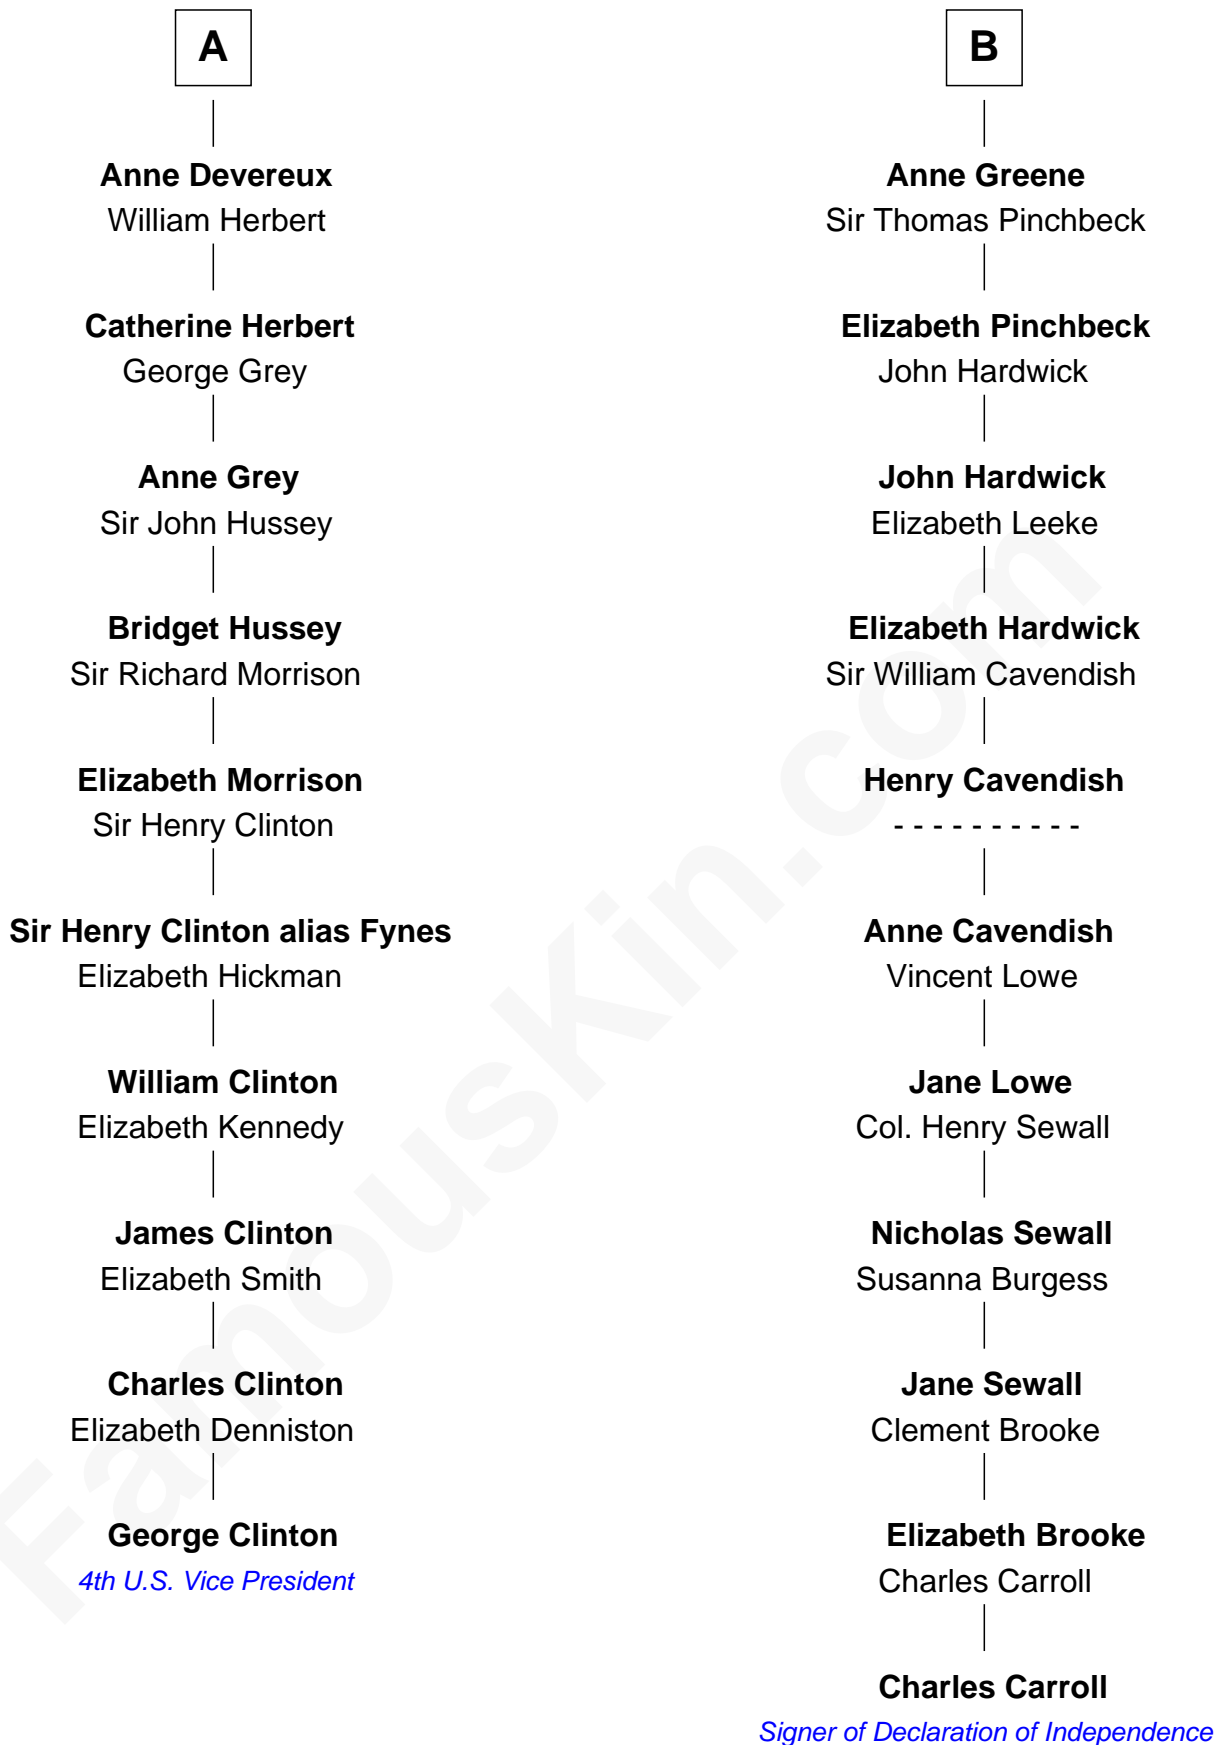 A
Anne Devereux
William Herbert
Catherine Herbert
George Grey
Anne Grey
Sir John Hussey
Bridget Hussey
Sir Richard Morrison
Elizabeth Morrison
Sir Henry Clinton
Sir Henry Clinton alias Fynes
Elizabeth Hickman
William Clinton
Elizabeth Kennedy
James Clinton
Elizabeth Smith
Charles Clinton
Elizabeth Denniston
George Clinton
4th U.S. Vice President
B
Anne Greene
Sir Thomas Pinchbeck
Elizabeth Pinchbeck
John Hardwick
John Hardwick
Elizabeth Leeke
Elizabeth Hardwick
Sir William Cavendish
Henry Cavendish
- - - - - - - - - -
Anne Cavendish
Vincent Lowe
Jane Lowe
Col. Henry Sewall
Nicholas Sewall
Susanna Burgess
Jane Sewall
Clement Brooke
Elizabeth Brooke
Charles Carroll
Charles Carroll
Signer of Declaration of Independence
FamousKin.com